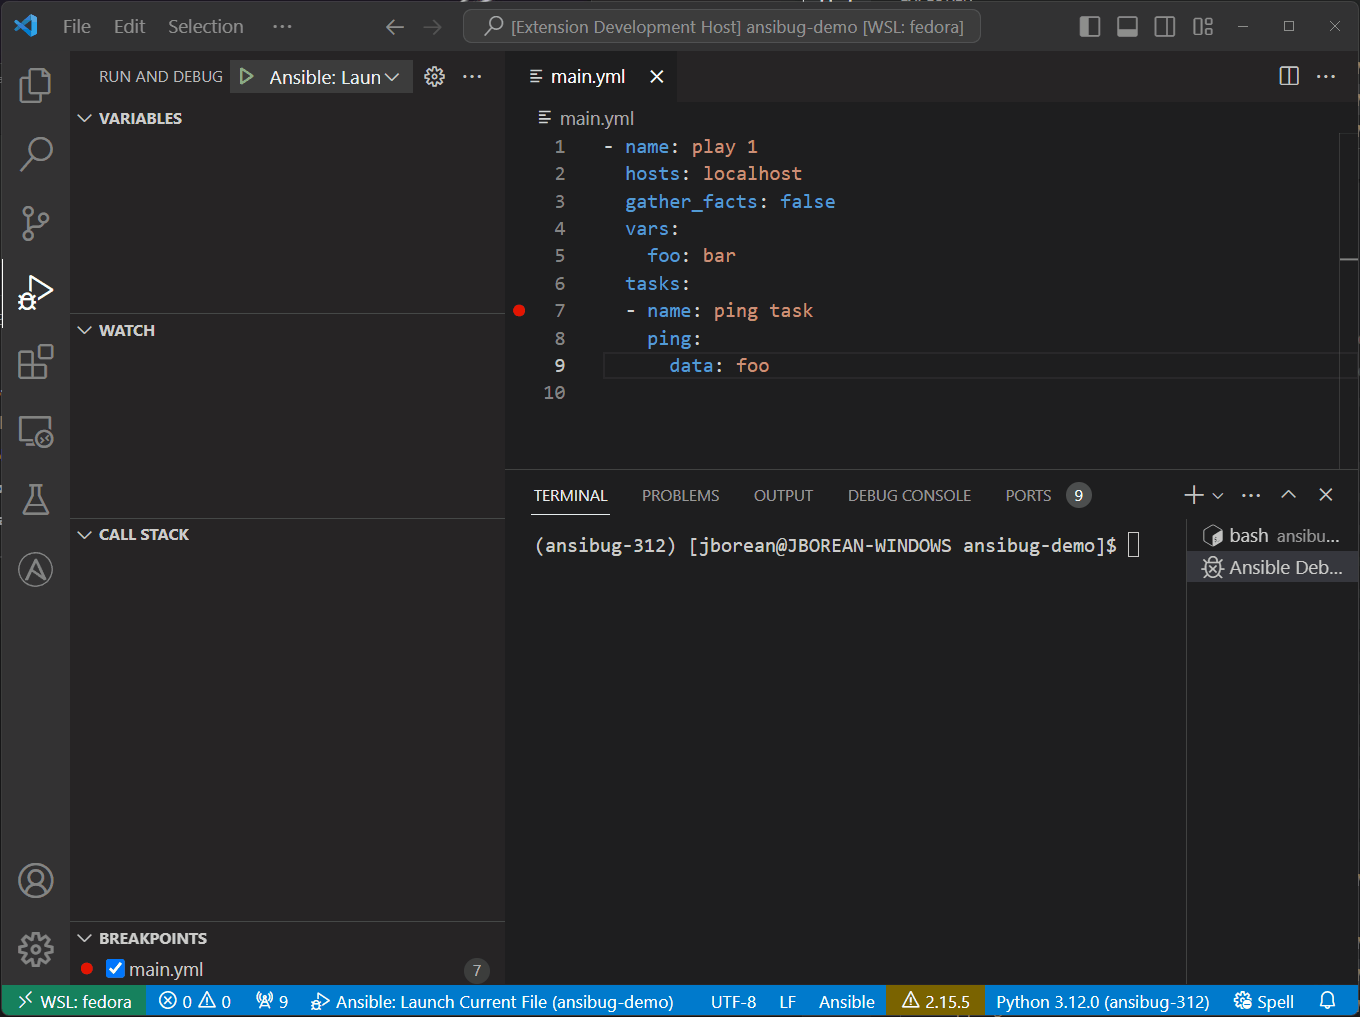 File Edit Selection ··· [Extension Development Host] ansibug-demo [WSL: fedora]
RUN AND DEBUG Ansible: Laun
VARIABLES
WATCH
CALL STACK
BREAKPOINTS
main.yml 7
main.yml
main.yml
1 - name: play 1
2 hosts: localhost
3 gather_facts: false
4 vars:
5 foo: bar
6 tasks:
7 - name: ping task
8 ping:
9 data: foo
10
TERMINAL PROBLEMS OUTPUT DEBUG CONSOLE PORTS 9
(ansibug-312) [jborean@JBOREAN-WINDOWS ansibug-demo]$
bash ansibu...
Ansible Deb...
WSL: fedora 0 0 9 Ansible: Launch Current File (ansibug-demo) UTF-8 LF Ansible 2.15.5 Python 3.12.0 (ansibug-312) Spell